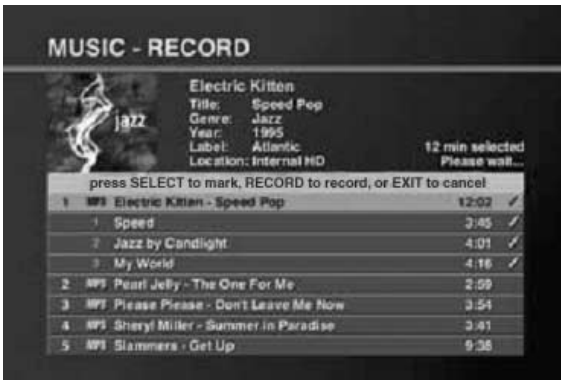 MUSIC - RECORD
Electric Kitten
Title: Speed Pop
Genre: Jazz
Year: 1995
Label: Atlantic
Location: Internal HD
jazz
12 min selected
Please wait...
press SELECT to mark, RECORD to record, or EXIT to cancel
1 MP3 Electric Kitten - Speed Pop 12:02 ✓
1 Speed 3:45 ✓
2 Jazz by Candlight 4:01 ✓
3 My World 4:16 ✓
2 MP3 Pearl Jelly - The One For Me 2:59
3 MP3 Please Please - Don't Leave Me Now 3:54
4 MP3 Sheryl Miller - Summer in Paradise 3:41
5 MP3 Slammers - Get Up 9:38